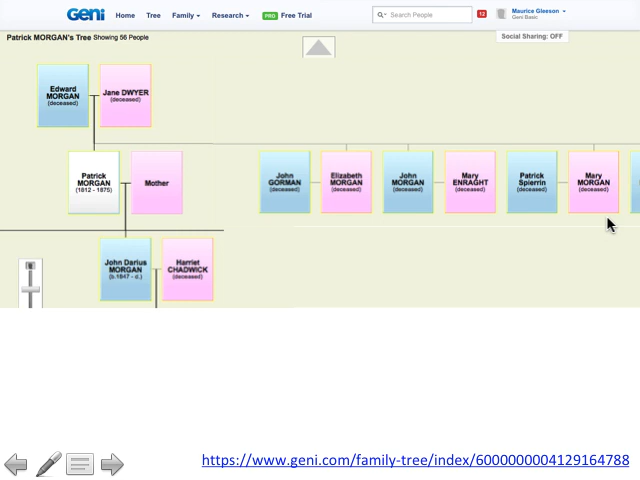 Geni Home Tree Family Research PRO Free Trial Search People 12 Maurice Gleeson
Geni Basic
Patrick MORGAN's Tree Showing 56 People
Social Sharing: OFF
Edward
MORGAN
(deceased)
Jane DWYER
(deceased)
Patrick
MORGAN
(1812 - 1875)
Mother
John
GORMAN
(deceased)
Elizabeth
MORGAN
(deceased)
John
MORGAN
(deceased)
Mary
ENRAGHT
(deceased)
Patrick
Spierrin
(deceased)
Mary
MORGAN
(deceased)
John Darius
MORGAN
(b.1847 - d.)
Harriet
CHADWICK
(deceased)
https://www.geni.com/family-tree/index/6000000004129164788